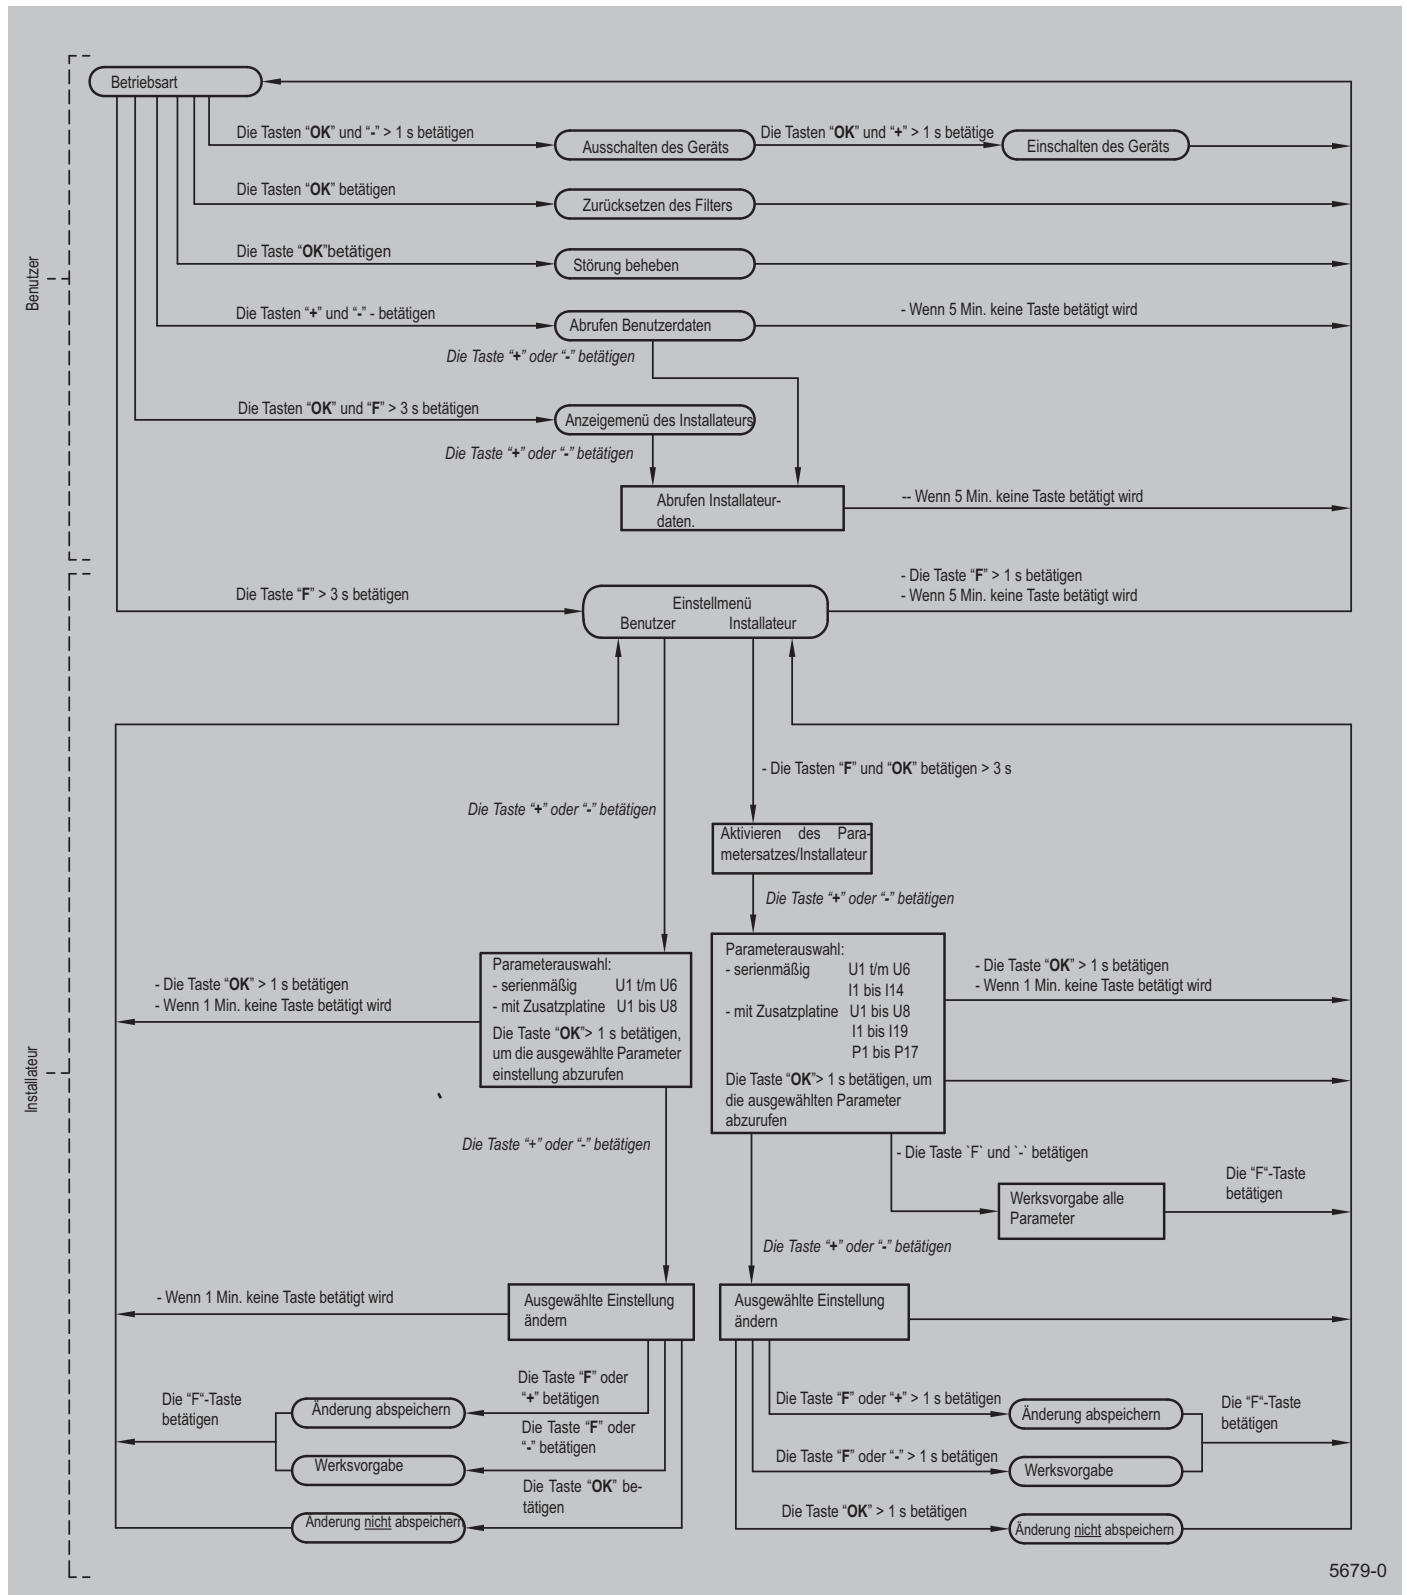 Betriebsart
Die Tasten “OK” und “-” > 1 s betätigen
Ausschalten des Geräts
Die Tasten “OK” und “+” > 1 s betätige
Einschalten des Geräts
Die Tasten “OK” betätigen
Zurücksetzen des Filters
Die Taste “OK”betätigen
Störung beheben
Benutzer
Die Tasten “+” und “-” - betätigen
Abrufen Benutzerdaten
- Wenn 5 Min. keine Taste betätigt wird
Die Taste “+” oder “-” betätigen
Die Tasten “OK” und “F” > 3 s betätigen
Anzeigemenü des Installateurs
Die Taste “+” oder “-” betätigen
Abrufen Installateur-
daten.
-- Wenn 5 Min. keine Taste betätigt wird
Die Taste “F” > 3 s betätigen
Einstellmenü
Benutzer Installateur
- Die Taste “F” > 1 s betätigen
- Wenn 5 Min. keine Taste betätigt wird
- Die Tasten “F” und “OK” betätigen > 3 s
Die Taste “+” oder “-” betätigen
Aktivieren des Para-
metersatzes/Installateur
Die Taste “+” oder “-” betätigen
Installateur
- Die Taste “OK” > 1 s betätigen
- Wenn 1 Min. keine Taste betätigt wird
Parameterauswahl:
- serienmäßig U1 t/m U6
- mit Zusatzplatine U1 bis U8
Die Taste “OK”> 1 s betätigen,
um die ausgewählte Parameter
einstellung abzurufen
Parameterauswahl:
- serienmäßig U1 t/m U6
I1 bis I14
- mit Zusatzplatine U1 bis U8
I1 bis I19
P1 bis P17
Die Taste “OK”> 1 s betätigen, um
die ausgewählten Parameter
abzurufen
- Die Taste “OK” > 1 s betätigen
- Wenn 1 Min. keine Taste betätigt wird
Die Taste “+” oder “-” betätigen
- Die Taste `F` und `-` betätigen
Werksvorgabe alle
Parameter
Die “F“-Taste
betätigen
Die Taste “+” oder “-” betätigen
- Wenn 1 Min. keine Taste betätigt wird
Ausgewählte Einstellung
ändern
Ausgewählte Einstellung
ändern
Die Taste “F” oder
“+” betätigen
Die “F“-Taste
betätigen
Änderung abspeichern
Die Taste “F” oder
“-” betätigen
Werksvorgabe
Die Taste “OK” be-
tätigen
Änderung nicht abspeichern
Die Taste “F” oder “+” > 1 s betätigen
Änderung abspeichern
Die “F“-Taste
betätigen
Die Taste “F” oder “-” > 1 s betätigen
Werksvorgabe
Die Taste “OK” > 1 s betätigen
Änderung nicht abspeichern
5679-0